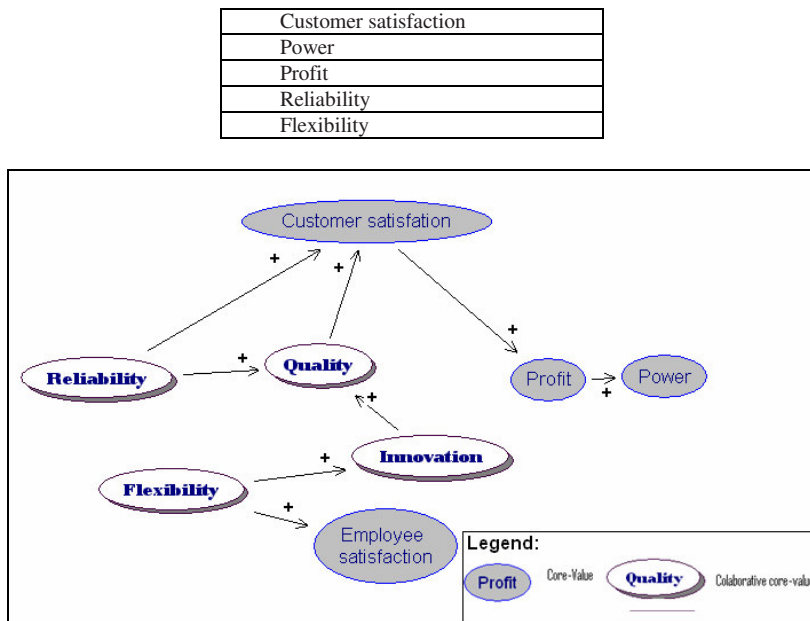 Customer satisfaction
Power
Profit
Reliability
Flexibility
Customer satisfation
+
+
+
Reliability
+
Quality
Profit
+
Power
+
Innovation
+
Flexibility
+
Employee
satisfaction
Legend:
Profit
Core-Value
Quality
Colaborative core-valu